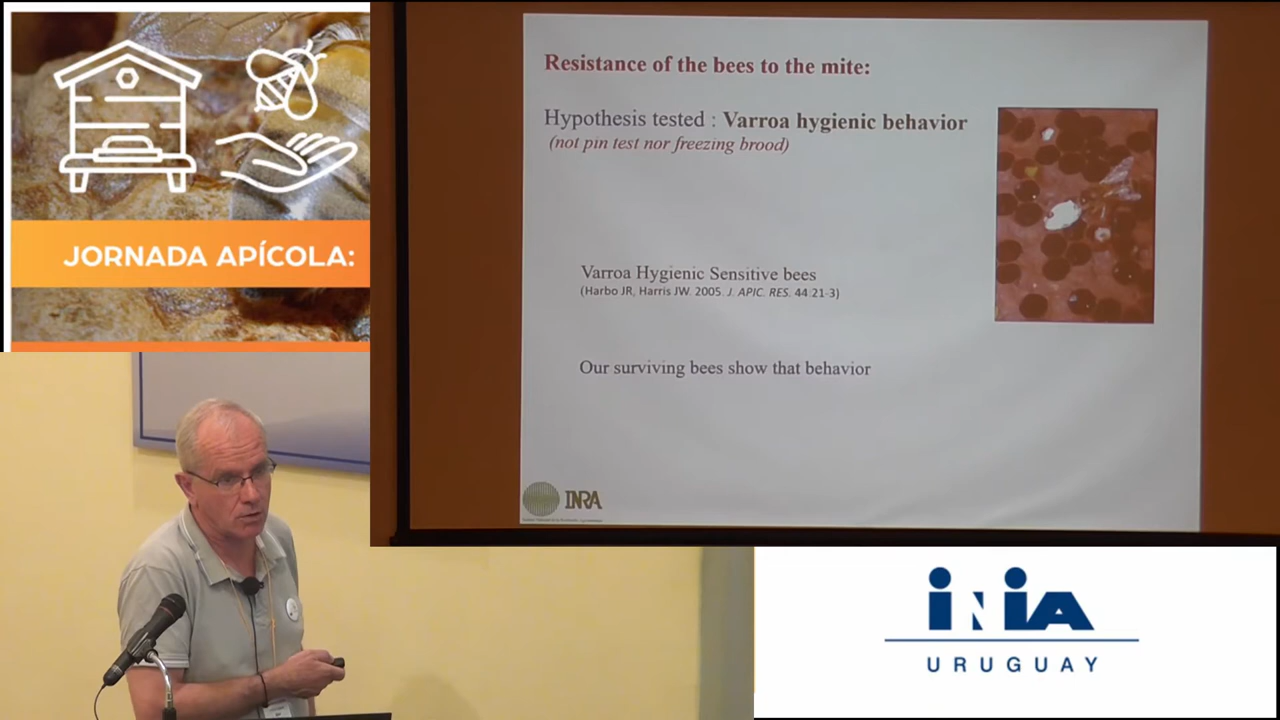 JORNADA APÍCOLA:
Resistance of the bees to the mite:
Hypothesis tested : Varroa hygienic behavior
(not pin test nor freezing brood)
Varroa Hygienic Sensitive bees
(Harbo JR, Harris JW. 2005. J. APIC. RES. 44:21-3)
Our surviving bees show that behavior
INRA
INIA
URUGUAY